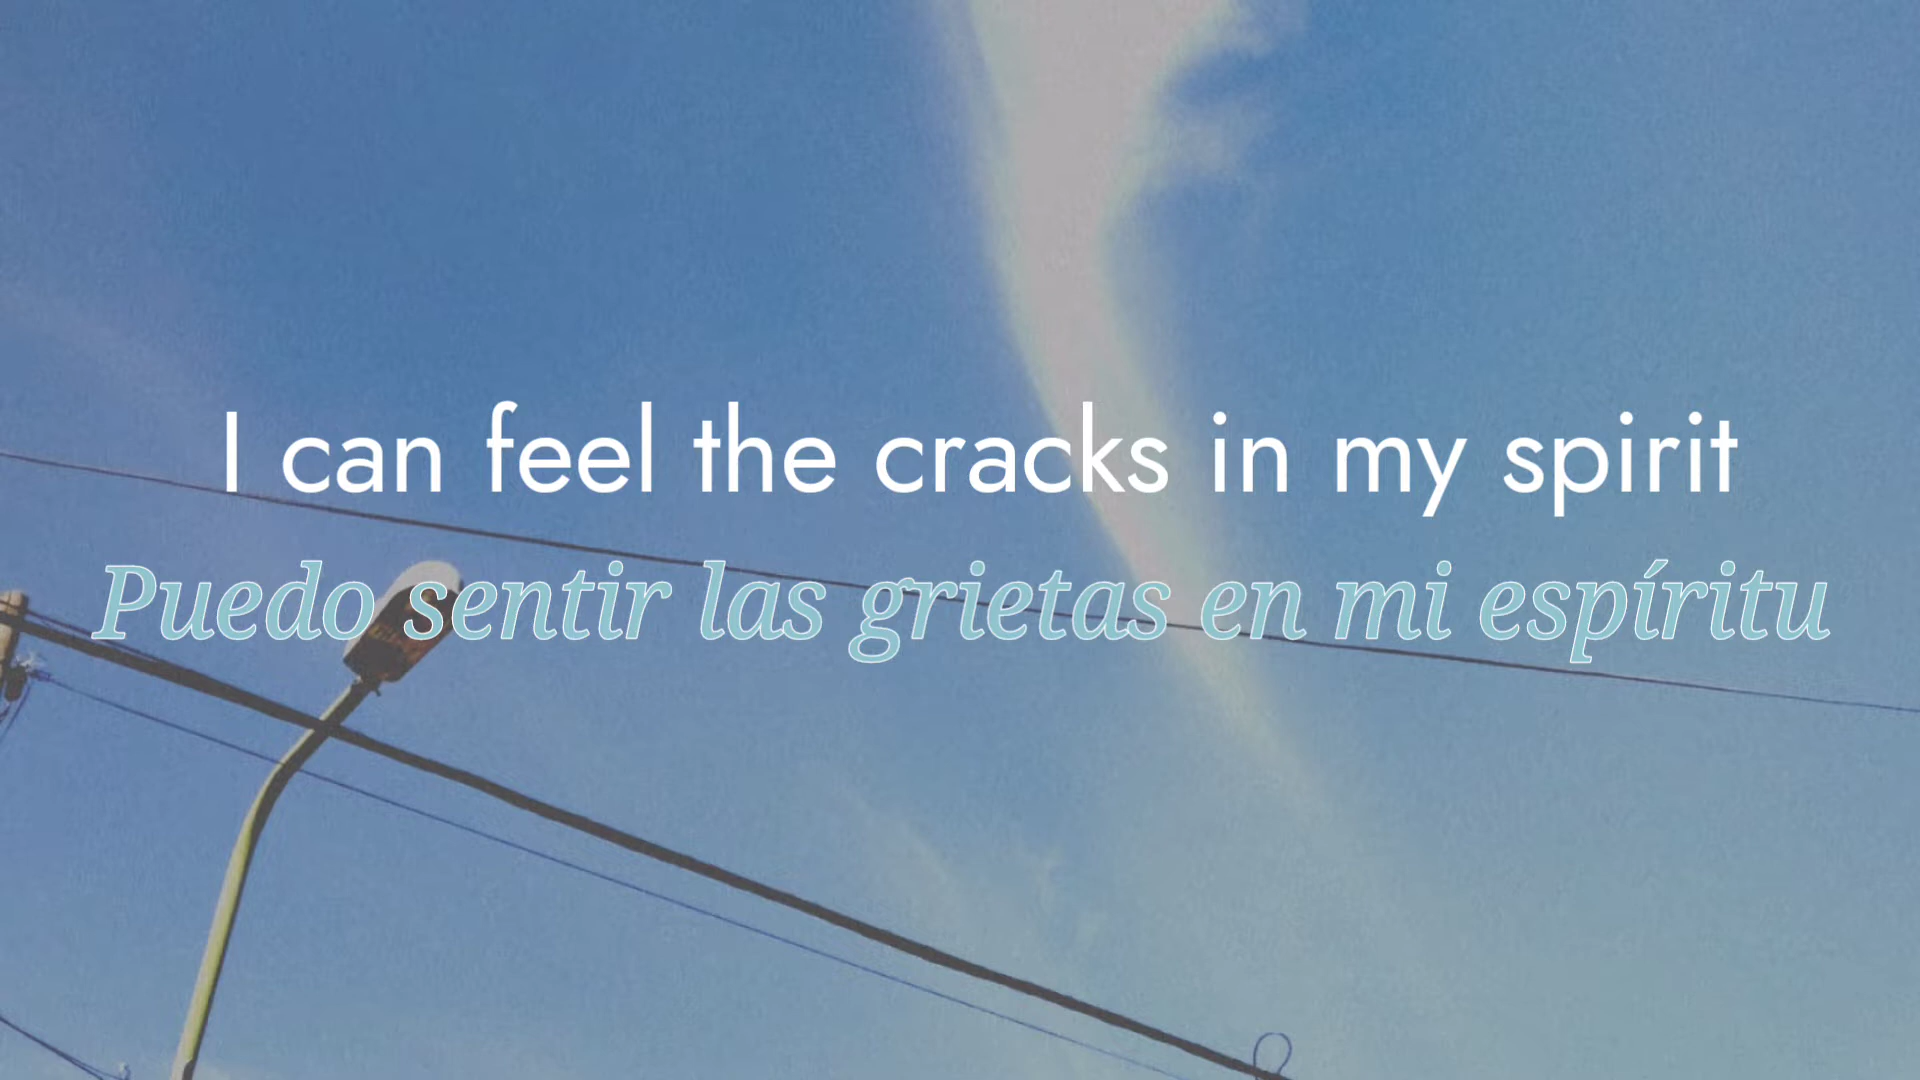 I can feel the cracks in my spirit
Puedo sentir las grietas en mi espíritu